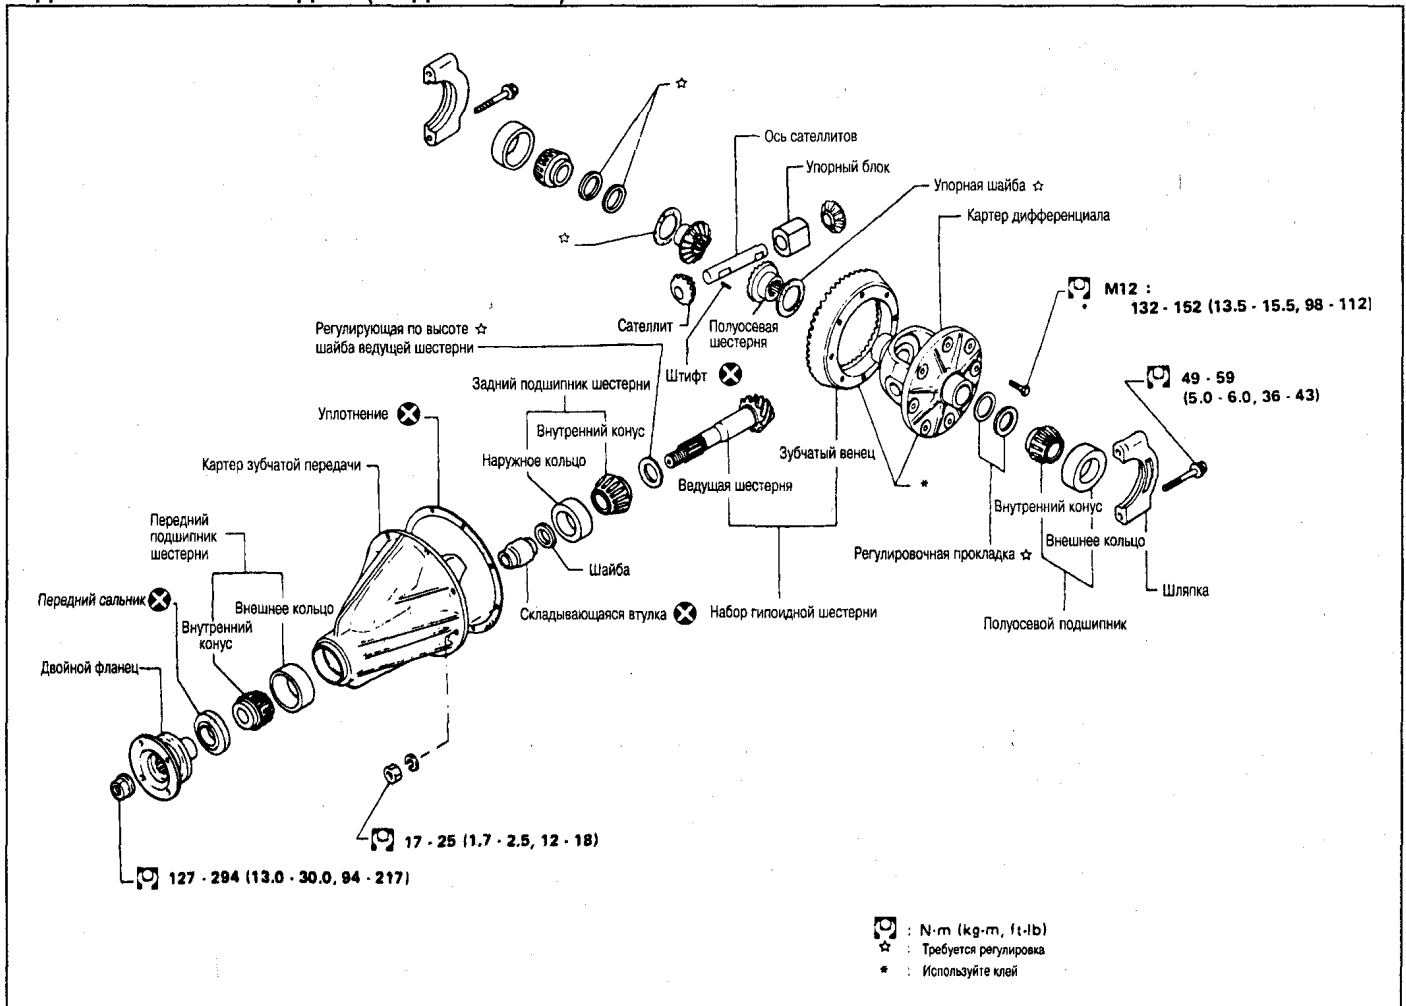 Ось сателлитов
Упорный блок
Упорная шайба ☆
Картер дифференциала
☆
☆
M12 :
132 - 152 (13.5 - 15.5, 98 - 112)
Регулирующая по высоте ☆
шайба ведущей шестерни
Сателлит
Полуосевая
шестерня
Штифт
49 - 59
(5.0 - 6.0, 36 - 43)
Задний подшипник шестерни
Уплотнение
Внутренний конус
Наружное кольцо
Зубчатый венец
Картер зубчатой передачи
Ведущая шестерня
*
Внутренний конус
Передний
подшипник
шестерни
Внешнее кольцо
Регулировочная прокладка ☆
Шайба
Шляпка
Передний сальник
Внешнее кольцо
Складывающаяся втулка
Набор гипоидной шестерни
Полуосевой подшипник
Внутренний
конус
Двойной фланец
17 - 25 (1.7 - 2.5, 12 - 18)
127 - 294 (13.0 - 30.0, 94 - 217)
: N·m (kg-m, ft-lb)
☆ : Требуется регулировка
* : Используйте клей